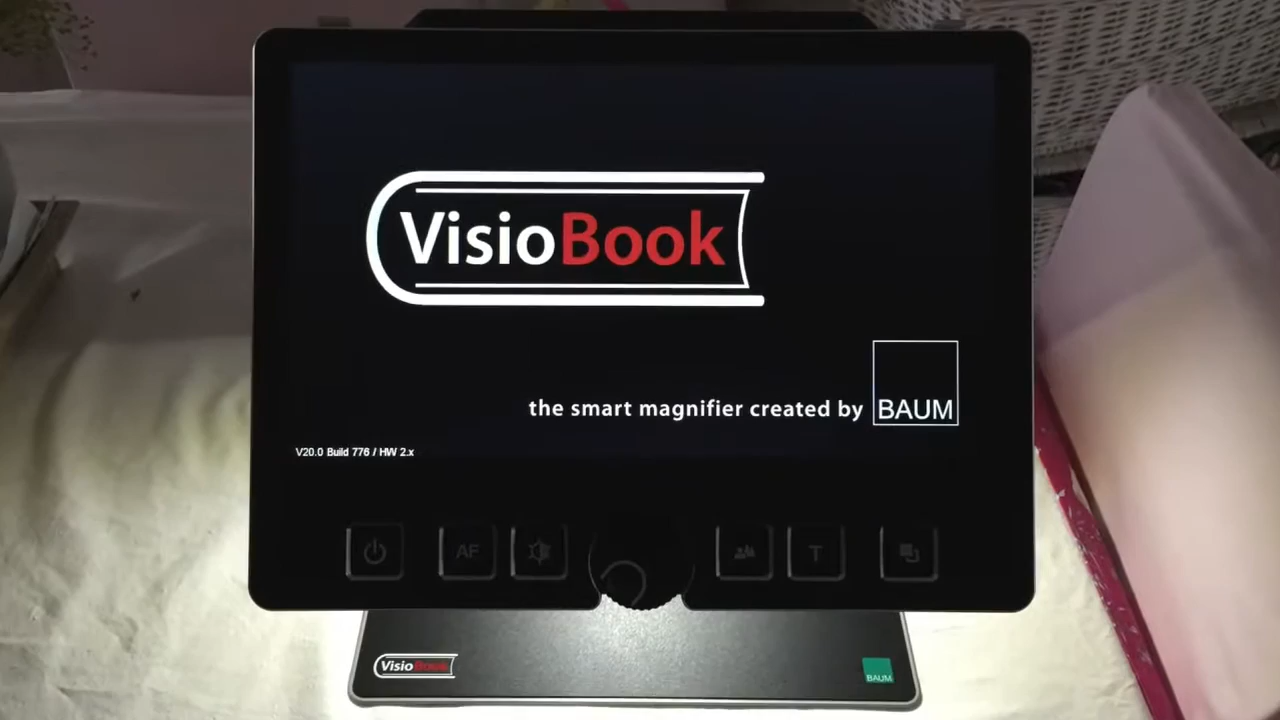 VisioBook
the smart magnifier created by BAUM
V20.0 Build 776 / HW 2.x
AF
T
VisioBook
BAUM